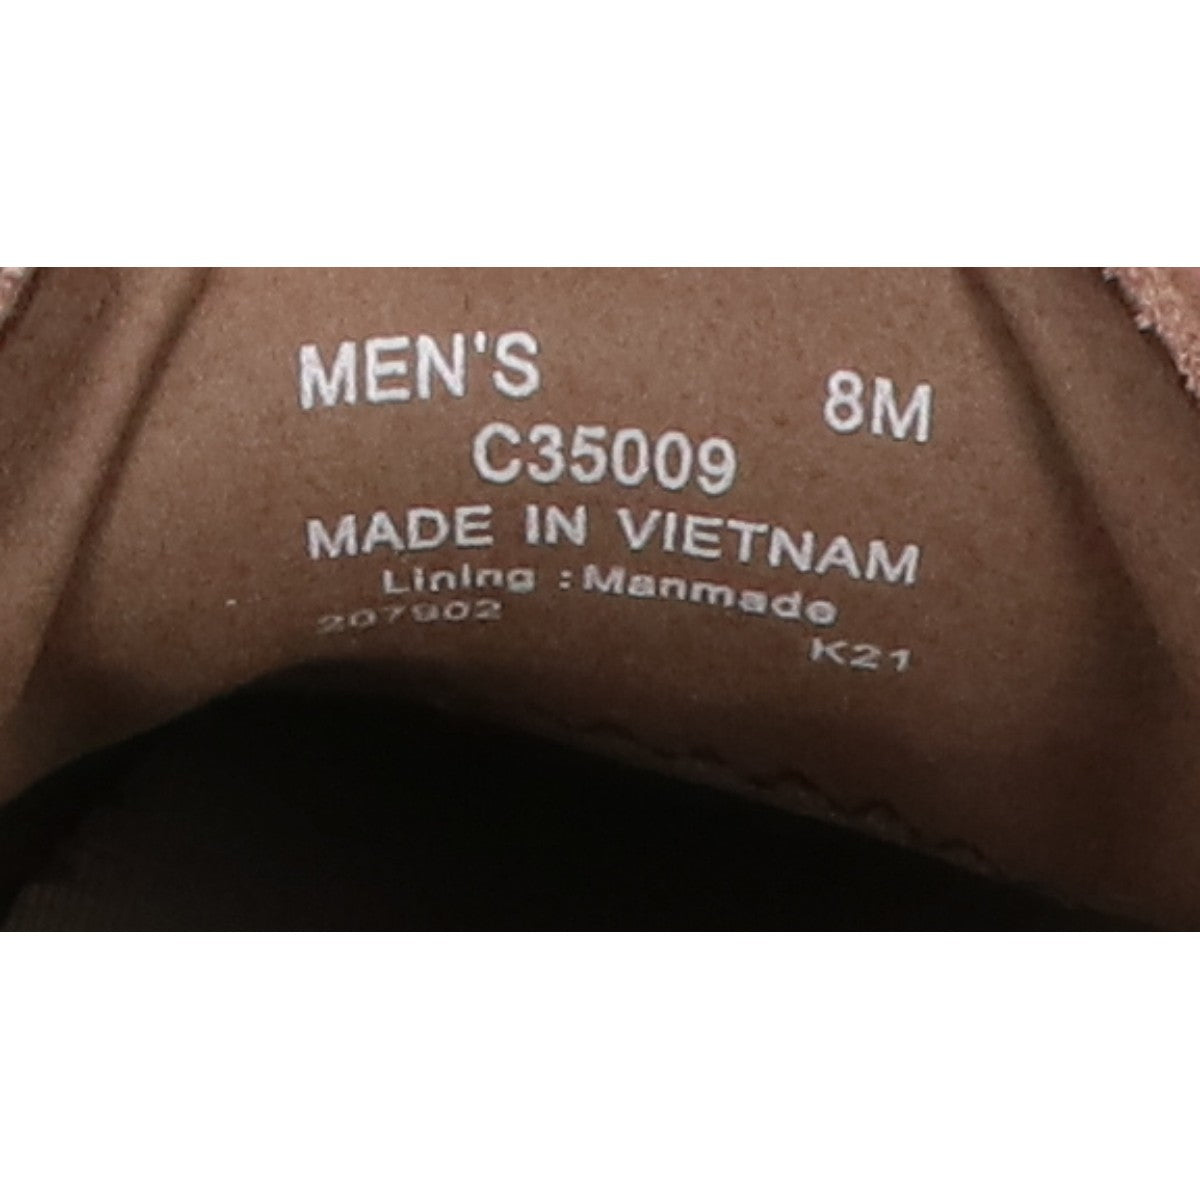 MEN'S 8M
C35009
MADE IN VIETNAM
Lining :Manmade
207902 K21